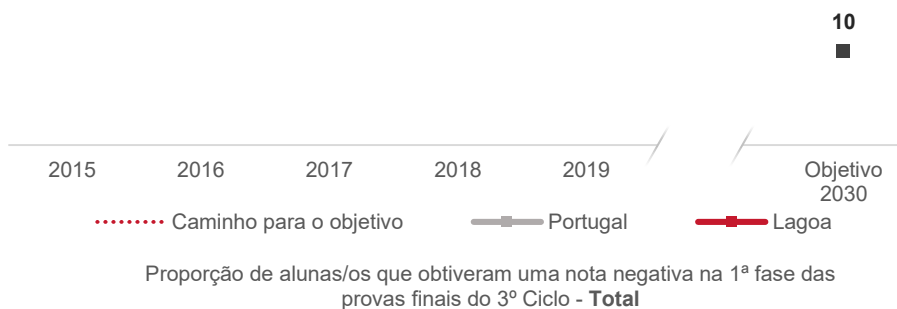 10
2015 2016 2017 2018 2019 Objetivo
2030
Caminho para o objetivo Portugal Lagoa
Proporção de alunas/os que obtiveram uma nota negativa na 1ª fase das
provas finais do 3º Ciclo - Total